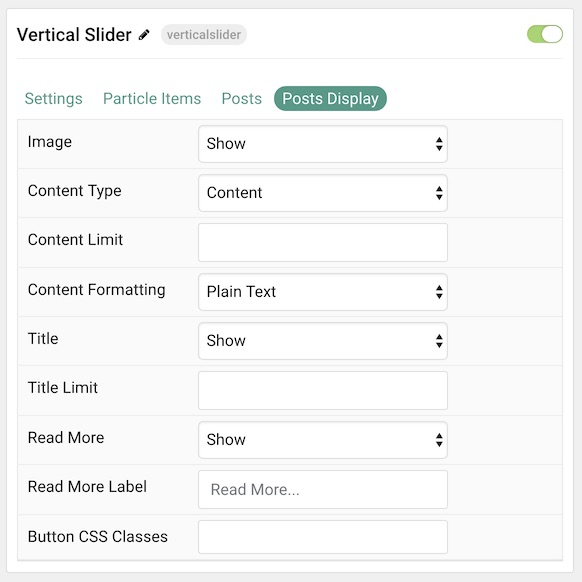 Vertical Slider verticalslider
Settings Particle Items Posts Posts Display
Image Show
Content Type Content
Content Limit
Content Formatting Plain Text
Title Show
Title Limit
Read More Show
Read More Label Read More...
Button CSS Classes